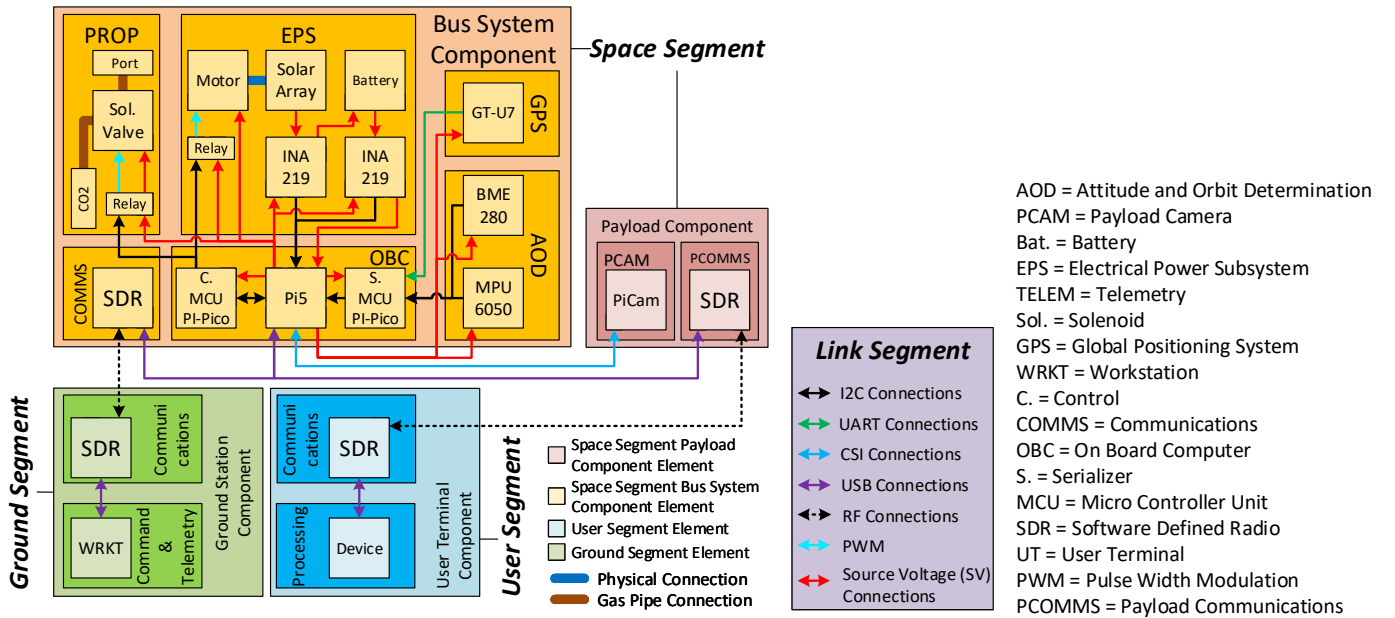 PROP
Port
Sol.
Valve
CO2
Relay
EPS
Motor
Solar
Array
Battery
Relay
INA
219
INA
219
Bus System
Component
GPS
GT-U7
AOD
BME
280
MPU
6050
COMMS
SDR
OBC
C.
MCU
PI-Pico
Pi5
S.
MCU
PI-Pico
Space Segment
Payload Component
PCAM
PiCam
PCOMMS
SDR
Ground Segment
SDR
Communi
cations
WRKT
Command
&
Telemetry
Ground Station
Component
Communi
cations
SDR
Processing
Device
User Terminal
Component
User Segment
Space Segment Payload
Component Element
Space Segment Bus System
Component Element
User Segment Element
Ground Segment Element
Physical Connection
Gas Pipe Connection
Link Segment
I2C Connections
UART Connections
CSI Connections
USB Connections
RF Connections
PWM
Source Voltage (SV)
Connections
AOD = Attitude and Orbit Determination
PCAM = Payload Camera
Bat. = Battery
EPS = Electrical Power Subsystem
TELEM = Telemetry
Sol. = Solenoid
GPS = Global Positioning System
WRKT = Workstation
C. = Control
COMMS = Communications
OBC = On Board Computer
S. = Serializer
MCU = Micro Controller Unit
SDR = Software Defined Radio
UT = User Terminal
PWM = Pulse Width Modulation
PCOMMS = Payload Communications